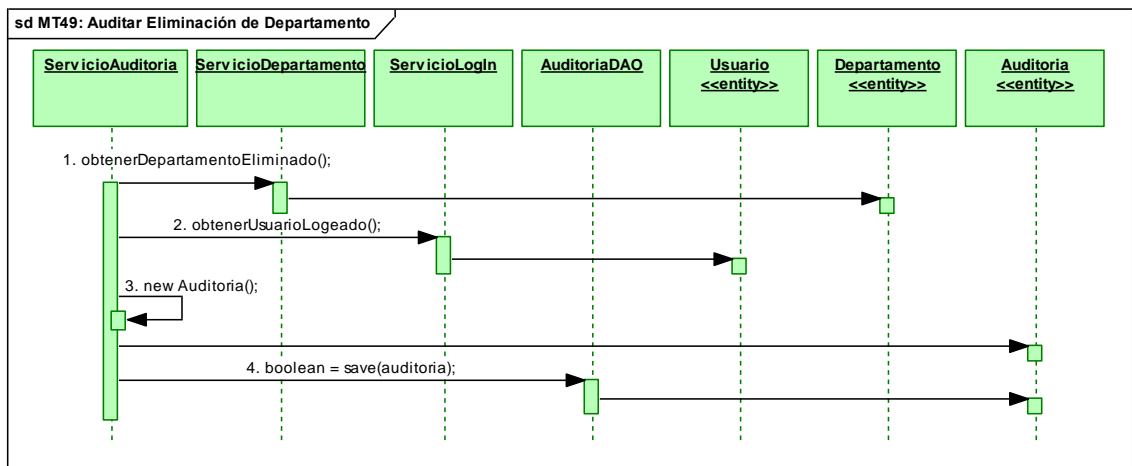 sd MT49: Auditar Eliminación de Departamento
ServicioAuditoria
ServicioDepartamento
ServicioLogIn
AuditoriaDAO
Usuario
<<entity>>
Departamento
<<entity>>
Auditoria
<<entity>>
1. obtenerDepartamentoEliminado();
2. obtenerUsuarioLogeado();
3. new Auditoria();
4. boolean = save(auditoria);